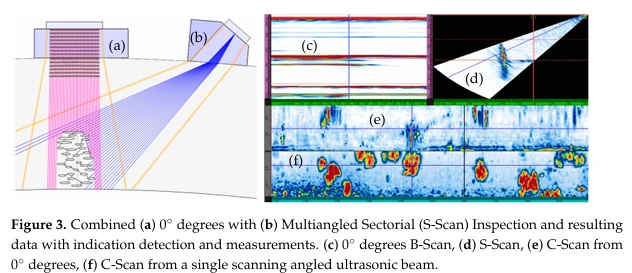 (a)
(b)
(c)
(d)
(e)
(f)
Figure 3. Combined (a) 0° degrees with (b) Multiangled Sectorial (S-Scan) Inspection and resulting
data with indication detection and measurements. (c) 0° degrees B-Scan, (d) S-Scan, (e) C-Scan from
0° degrees, (f) C-Scan from a single scanning angled ultrasonic beam.